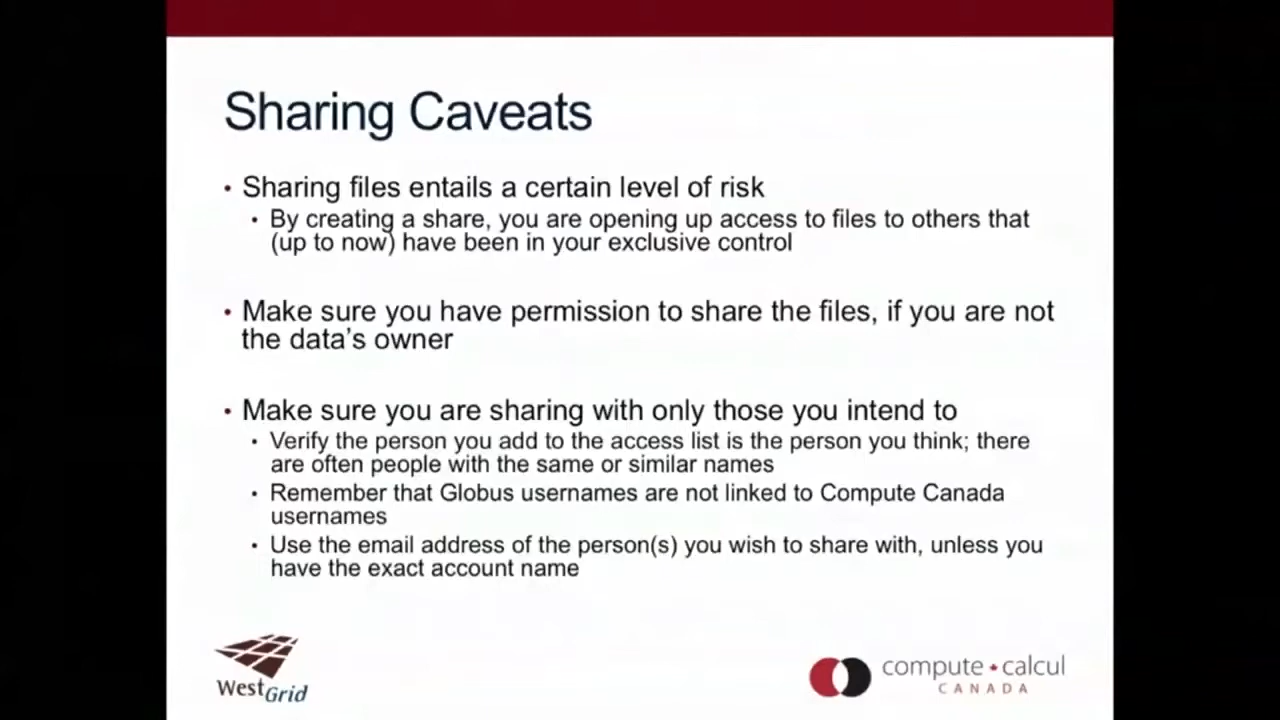 Sharing Caveats
• Sharing files entails a certain level of risk
• By creating a share, you are opening up access to files to others that
(up to now) have been in your exclusive control
• Make sure you have permission to share the files, if you are not
the data's owner
• Make sure you are sharing with only those you intend to
• Verify the person you add to the access list is the person you think; there
are often people with the same or similar names
• Remember that Globus usernames are not linked to Compute Canada
usernames
• Use the email address of the person(s) you wish to share with, unless you
have the exact account name
WestGrid
compute • calcul
CANADA